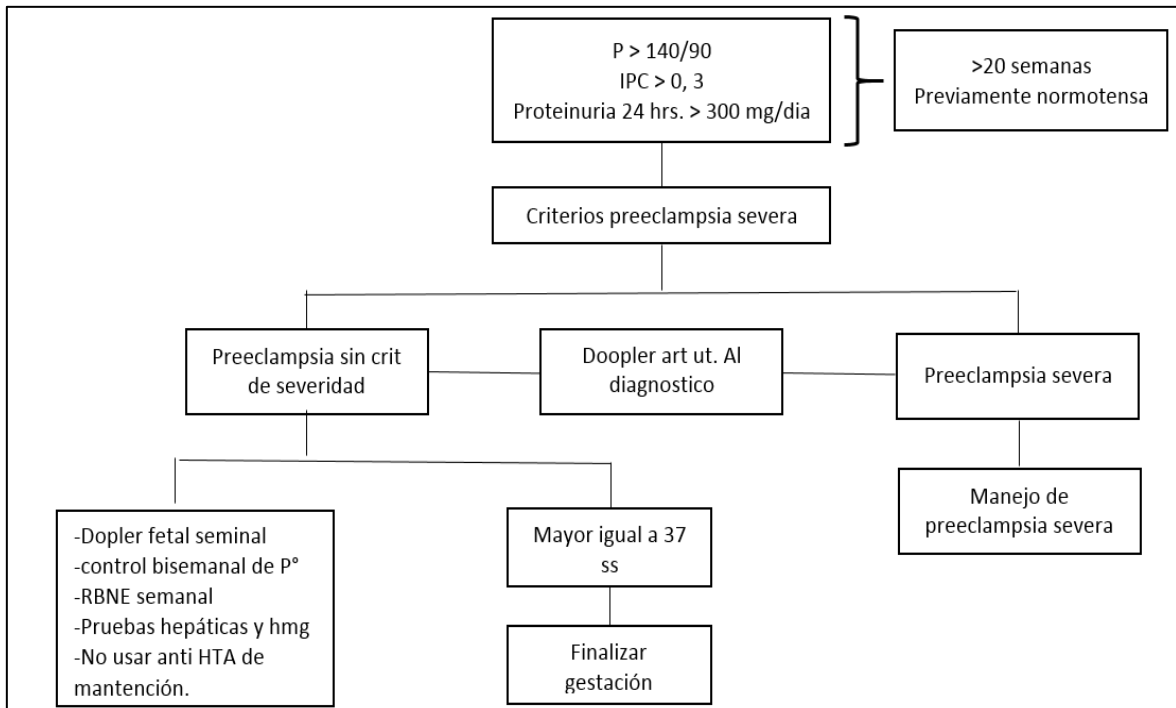 P > 140/90
IPC > 0, 3
Proteinuria 24 hrs. > 300 mg/dia
>20 semanas
Previamente normotensa
Criterios preeclampsia severa
Preeclampsia sin crit
de severidad
Doopler art ut. Al
diagnostico
Preeclampsia severa
-Dopler fetal seminal
-control bisemanal de P°
-RBNE semanal
-Pruebas hepáticas y hmg
-No usar anti HTA de
mantención.
Mayor igual a 37
ss
Manejo de
preeclampsia severa
Finalizar
gestación